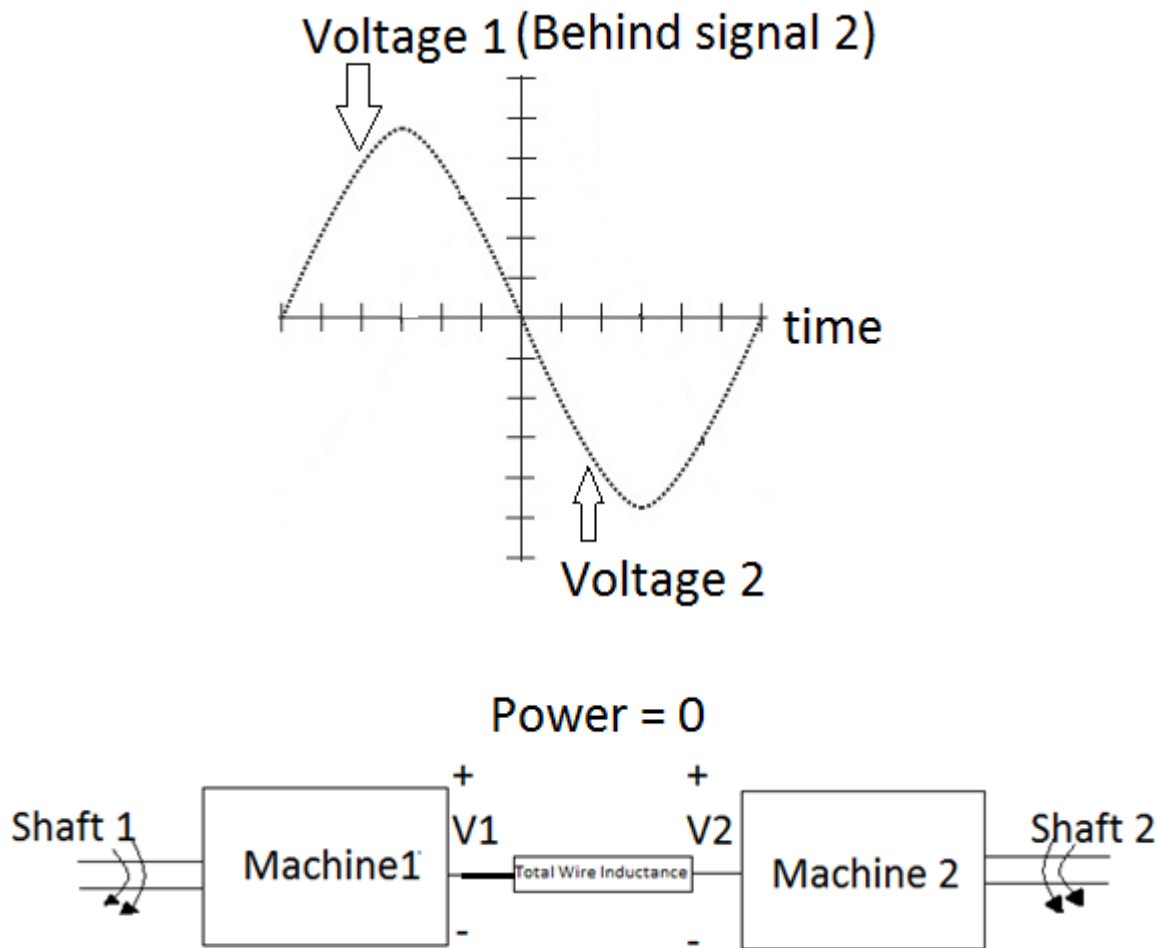 Voltage 1 (Behind signal 2)
time
Voltage 2
Power = 0
+ +
Shaft 1 V1 V2 Shaft 2
Machine1 Total Wire Inductance Machine 2
- -